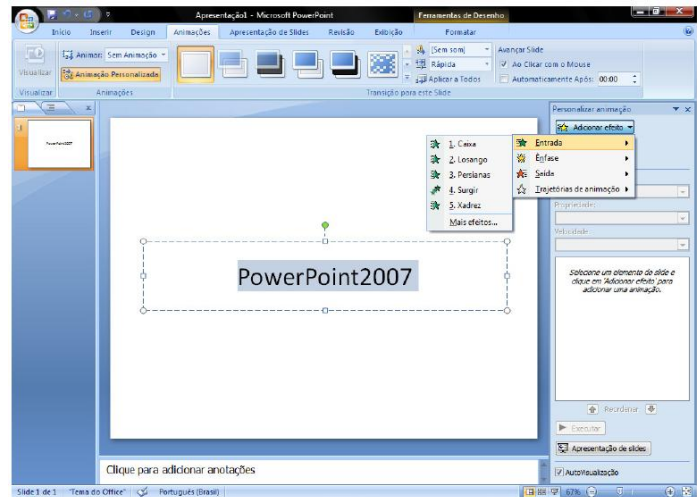 Apresentação1 - Microsoft PowerPoint
Ferramentas de Desenho
Início Inserir Design Animações Apresentação de Slides Revisão Exibição Formatar
Visualizar
Animar: Sem Animação
Animação Personalizada
[Sem som]
Rápida
Aplicar a Todos
Avançar Slide
Ao Clicar com o Mouse
Automaticamente Após: 00:00
Visualizar Animações Transição para este Slide
Personalizar animação
Adicionar efeito
1
PowerPoint2007
1. Caixa
2. Losango
3. Persianas
4. Surgir
5. Xadrez
Mais efeitos...
Entrada
Ênfase
Saída
Trajetórias de animação
Propriedade:
Velocidade:
PowerPoint2007
Selecione um elemento do slide e
clique em 'Adicionar efeito' para
adicionar uma animação.
Reordenar
Executar
Apresentação de slides
AutoVisualização
Clique para adicionar anotações
Slide 1 de 1 "Tema do Office" Português (Brasil) 67%